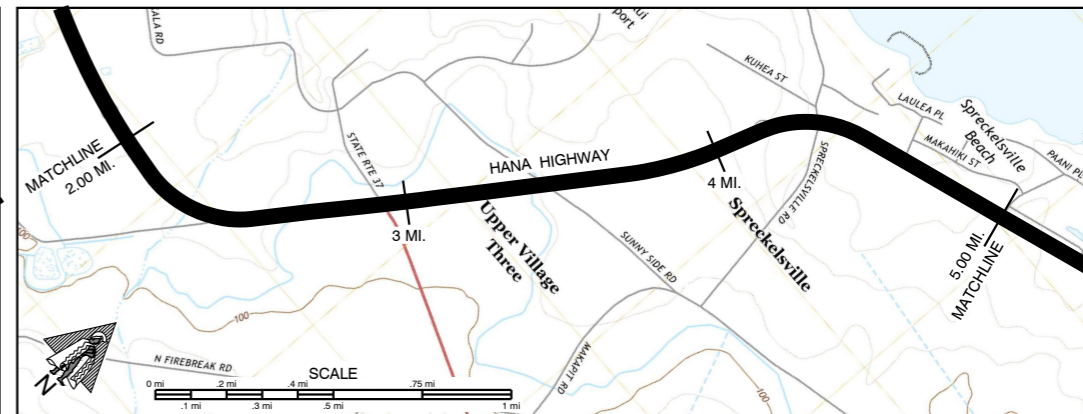 ALA RD
ui
port
KUHEA ST
LAULEA PL
Spreckelsville
Beach
MAKAHIKI ST
PAANI PL
MATCHLINE
2.00 MI.
STATE RTE 37
HANA HIGHWAY
3 MI.
4 MI.
SPRECKELSVILLE RD
Upper Village
Three
Spreckelsville
SUNNY SIDE RD
5.00 MI.
MATCHLINE
100
MAKAPIT RD
100
N
N FIREBREAK RD
SCALE
0 mi .2 mi .4 mi .75 mi
.1 mi .3 mi .5 mi 1 mi